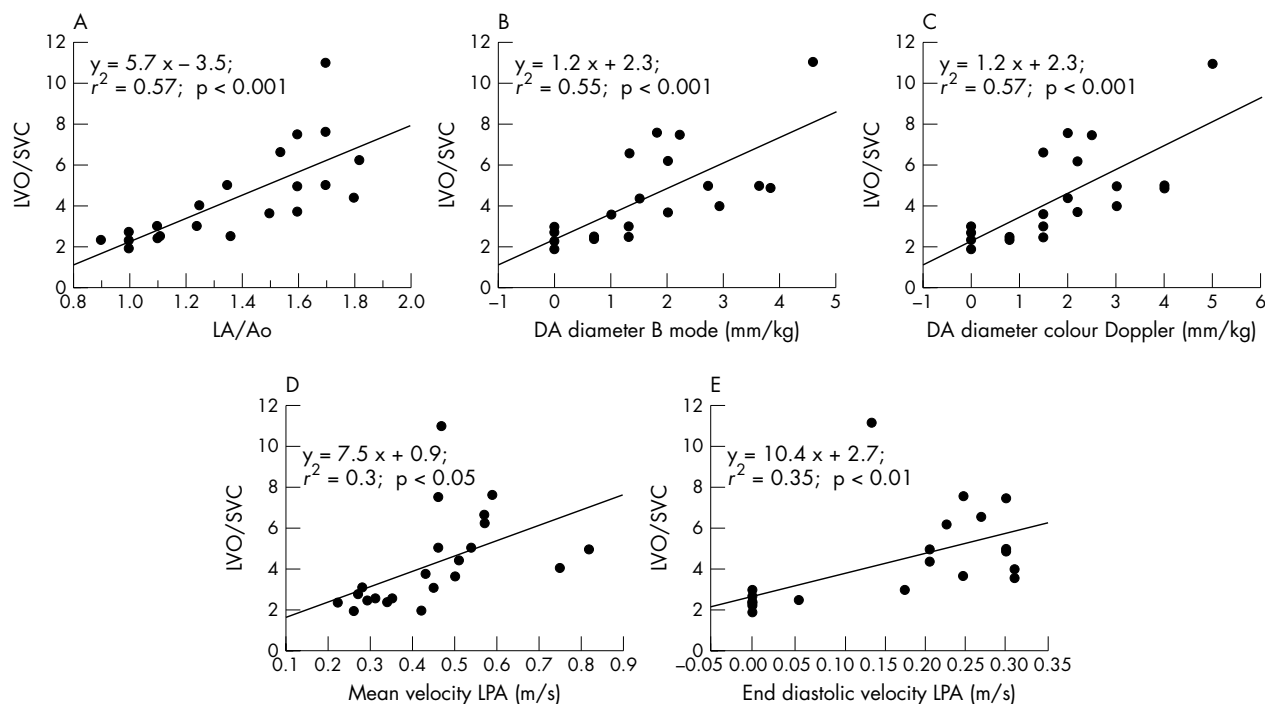 A
12
10
8
6
4
2
0
LVO/SVC
y = 5.7 x – 3.5;
r² = 0.57; p < 0.001
0.8 1.0 1.2 1.4 1.6 1.8 2.0
LA/Ao
B
12
10
8
6
4
2
0
LVO/SVC
y = 1.2 x + 2.3;
r² = 0.55; p < 0.001
–1 0 1 2 3 4 5
DA diameter B mode (mm/kg)
C
12
10
8
6
4
2
0
LVO/SVC
y = 1.2 x + 2.3;
r² = 0.57; p < 0.001
–1 0 1 2 3 4 5 6
DA diameter colour Doppler (mm/kg)
D
12
10
8
6
4
2
0
LVO/SVC
y = 7.5 x + 0.9;
r² = 0.3; p < 0.05
0.1 0.2 0.3 0.4 0.5 0.6 0.7 0.8 0.9
Mean velocity LPA (m/s)
E
12
10
8
6
4
2
0
LVO/SVC
y = 10.4 x + 2.7;
r² = 0.35; p < 0.01
–0.05 0.00 0.05 0.10 0.15 0.20 0.25 0.30 0.35
End diastolic velocity LPA (m/s)